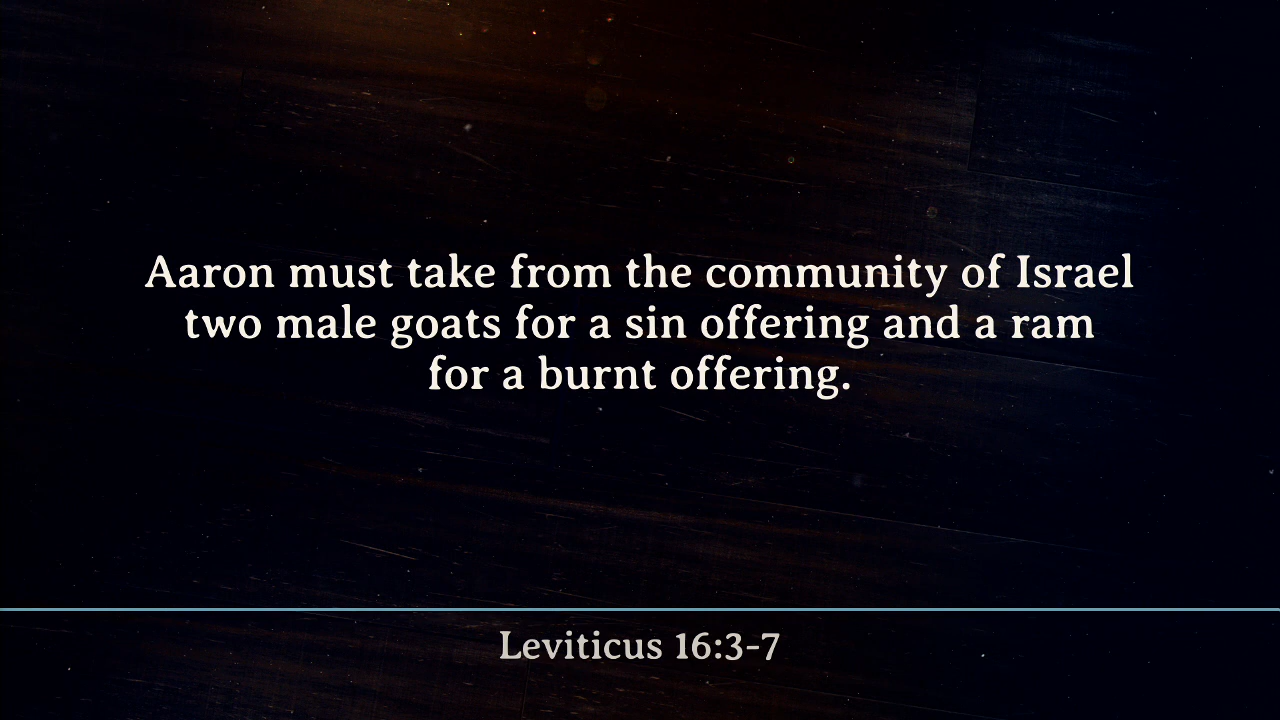 Aaron must take from the community of Israel
two male goats for a sin offering and a ram
for a burnt offering.
Leviticus 16:3-7